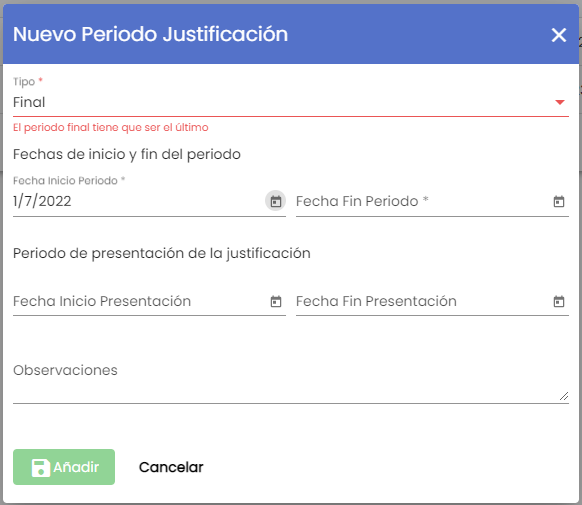 Nuevo Periodo Justificación
Tipo *
Final
El periodo final tiene que ser el último
Fechas de inicio y fin del periodo
Fecha Inicio Periodo *
1/7/2022 Fecha Fin Periodo *
Periodo de presentación de la justificación
Fecha Inicio Presentación Fecha Fin Presentación
Observaciones
Añadir Cancelar